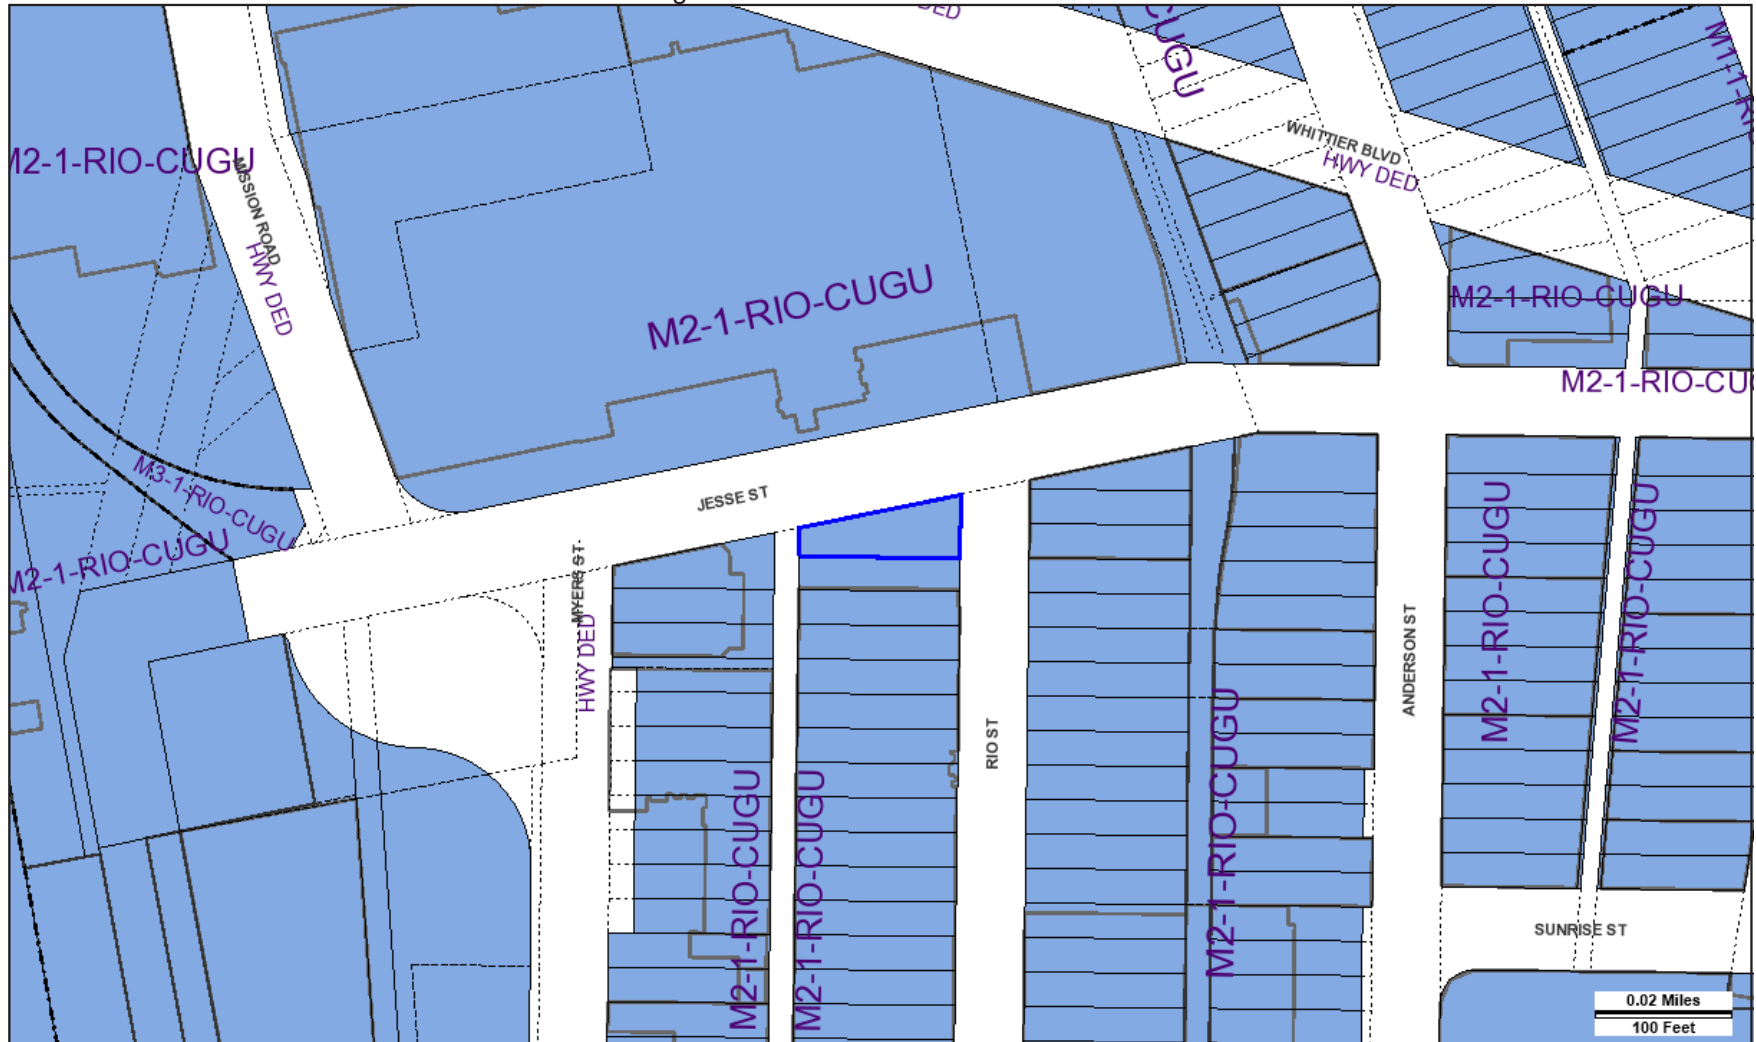 DED
CUGU
M1-1-R
M2-1-RIO-CUGU
MISSION ROAD
HWY DED
WHITTIER BLVD
HWY DED
M2-1-RIO-CUGU
M2-1-RIO-CUGU
M2-1-RIO-CU
M3-1-RIO-CUGU
JESSE ST
M2-1-RIO-CUGU
MYERS ST
HWY DED
M2-1-RIO-CUGU
M2-1-RIO-CUGU
RIO ST
M2-1-RIO-CUGU
ANDERSON ST
M2-1-RIO-CUGU
M2-1-RIO-CUGU
SUNRISE ST
0.02 Miles
100 Feet